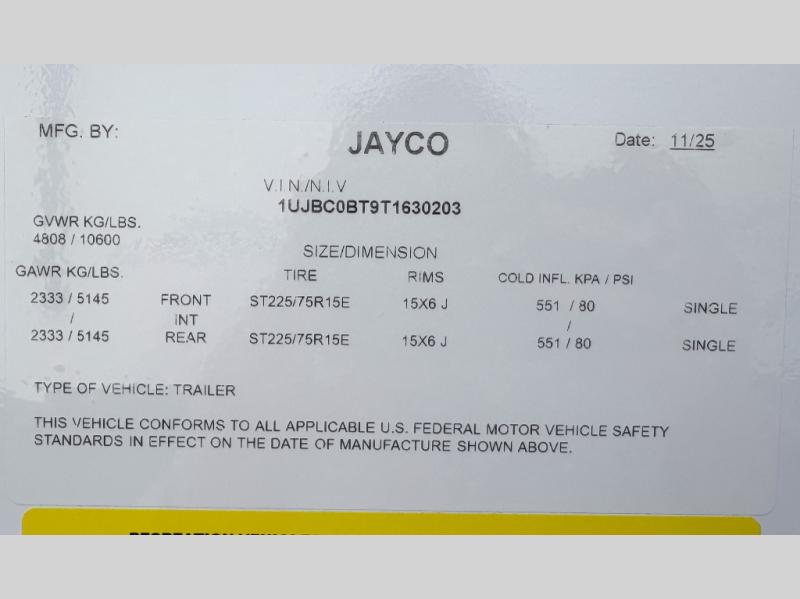 MFG. BY: JAYCO Date: 11/25
V.I N./N.I.V
1UJBC0BT9T1630203
GVWR KG/LBS.
4808 / 10600
SIZE/DIMENSION
GAWR KG/LBS. TIRE RIMS COLD INFL. KPA / PSI
2333 / 5145 FRONT ST225/75R15E 15X6 J 551 / 80 SINGLE
/ INT /
2333 / 5145 REAR ST225/75R15E 15X6 J 551 / 80 SINGLE
TYPE OF VEHICLE: TRAILER
THIS VEHICLE CONFORMS TO ALL APPLICABLE U.S. FEDERAL MOTOR VEHICLE SAFETY
STANDARDS IN EFFECT ON THE DATE OF MANUFACTURE SHOWN ABOVE.